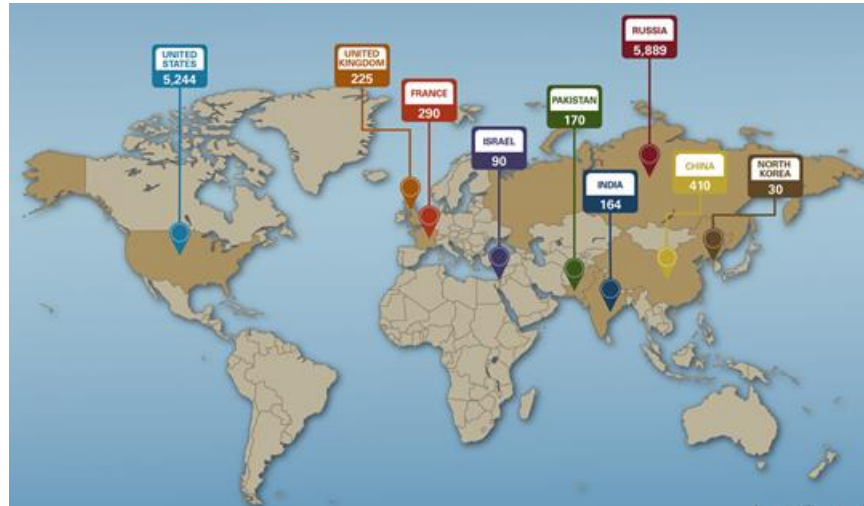 UNITED
STATES
5,244
UNITED
KINGDOM
225
FRANCE
290
ISRAEL
90
PAKISTAN
170
INDIA
164
RUSSIA
5,889
CHINA
410
NORTH
KOREA
30